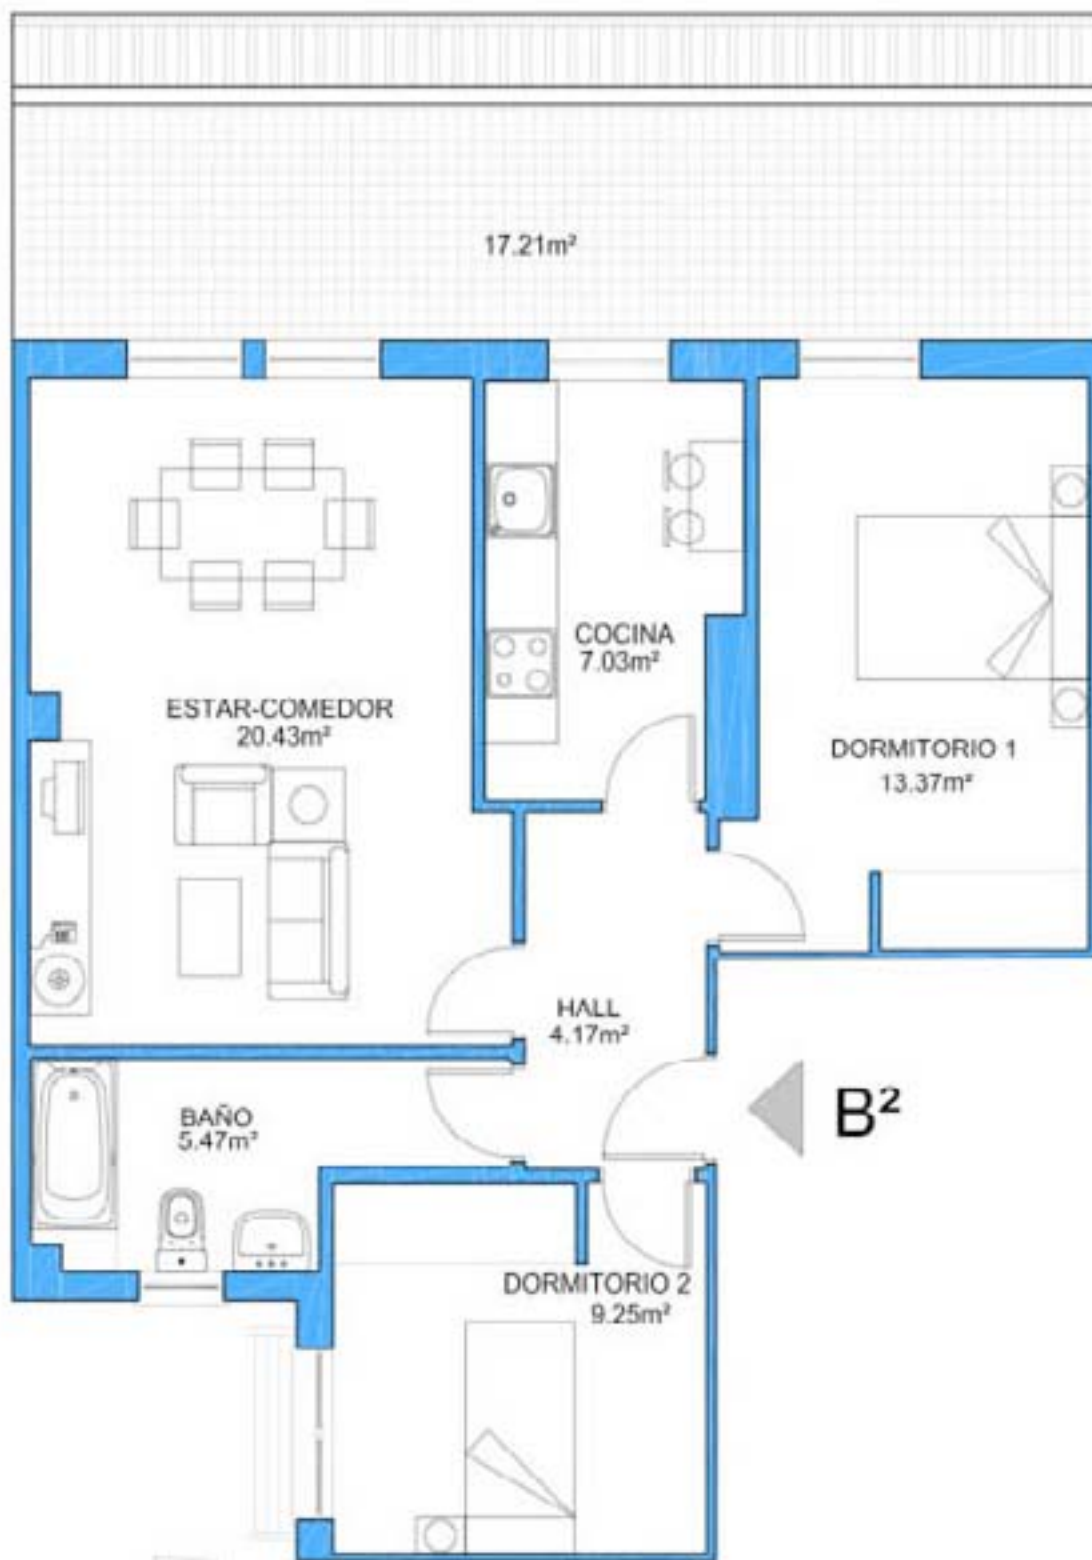 17.21m²
COCINA
7.03m²
ESTAR-COMEDOR
20.43m²
DORMITORIO 1
13.37m²
HALL
4.17m²
B²
BAÑO
5.47m²
DORMITORIO 2
9.25m²